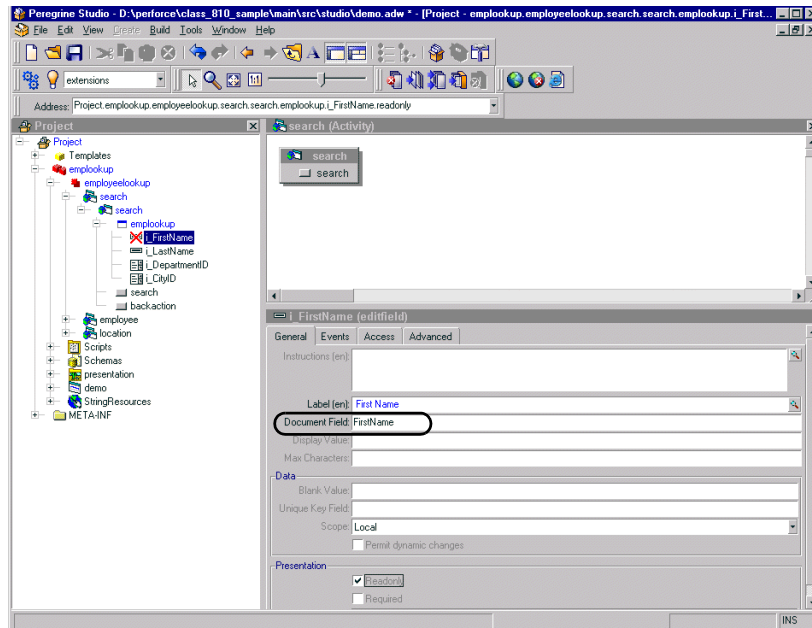 Peregrine Studio - D:\perforce\class_810_sample\main\src\studio\demo.adw * - [Project - emplookup.employeelookup.search.search.emplookup.i_First...
File Edit View Create Build Tools Window Help
extensions
Address: Project.emplookup.employeelookup.search.search.emplookup.i_FirstName.readonly
Project
search (Activity)
Project
Templates
emplookup
employeelookup
search
search
emplookup
i_FirstName
i_LastName
i_DepartmentID
i_CityID
search
backaction
employee
location
Scripts
Schemas
presentation
demo
StringResources
META-INF
search
search
i_FirstName (editfield)
General Events Access Advanced
Instructions (en):
Label (en): First Name
Document Field: FirstName
Display Value:
Max Characters:
Data
Blank Value:
Unique Key Field:
Scope: Local
Permit dynamic changes
Presentation
Readonly
Required
INS